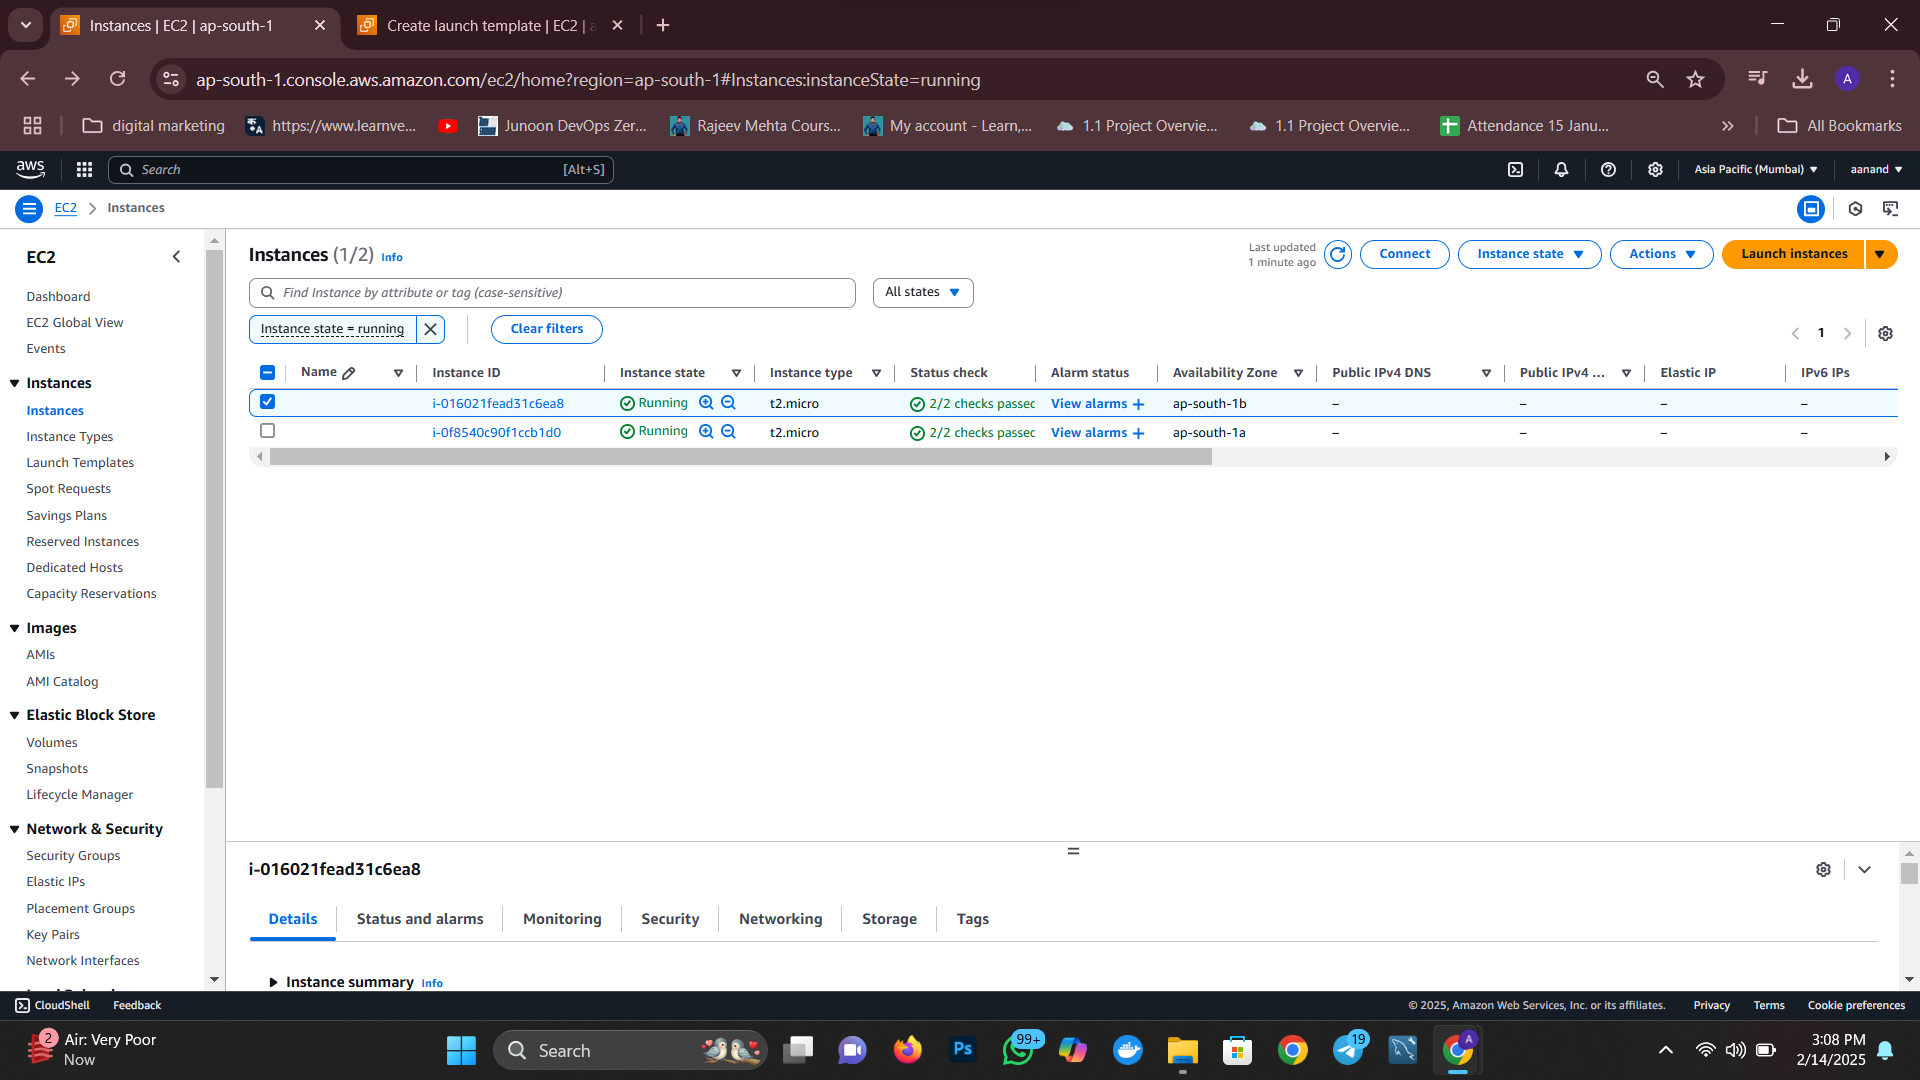 Instances | EC2 | ap-south-1
Create launch template | EC2 |
ap-south-1.console.aws.amazon.com/ec2/home?region=ap-south-1#Instances:instanceState=running
A
digital marketing
https://www.learnve...
Junoon DevOps Zer...
Rajeev Mehta Cours...
My account - Learn,...
1.1 Project Overvie...
1.1 Project Overvie...
Attendance 15 Janu...
All Bookmarks
aws
Search
[Alt+S]
Asia Pacific (Mumbai)
aanand
EC2
Instances
EC2
Dashboard
EC2 Global View
Events
Instances
Instances
Instance Types
Launch Templates
Spot Requests
Savings Plans
Reserved Instances
Dedicated Hosts
Capacity Reservations
Images
AMIs
AMI Catalog
Elastic Block Store
Volumes
Snapshots
Lifecycle Manager
Network & Security
Security Groups
Elastic IPs
Placement Groups
Key Pairs
Network Interfaces
Instances (1/2) Info
Last updated
1 minute ago
Connect
Instance state
Actions
Launch instances
Find Instance by attribute or tag (case-sensitive)
All states
Instance state = running
Clear filters
1
Name Instance ID Instance state Instance type Status check Alarm status Availability Zone Public IPv4 DNS Public IPv4 ... Elastic IP IPv6 IPs
i-016021fead31c6ea8 Running t2.micro 2/2 checks passec View alarms + ap-south-1b – – – –
i-0f8540c90f1ccb1d0 Running t2.micro 2/2 checks passec View alarms + ap-south-1a – – – –
i-016021fead31c6ea8
Details
Status and alarms
Monitoring
Security
Networking
Storage
Tags
Instance summary Info
CloudShell
Feedback
© 2025, Amazon Web Services, Inc. or its affiliates.
Privacy
Terms
Cookie preferences
2
Air: Very Poor
Now
Search
Ps
99+
19
A
3:08 PM
2/14/2025